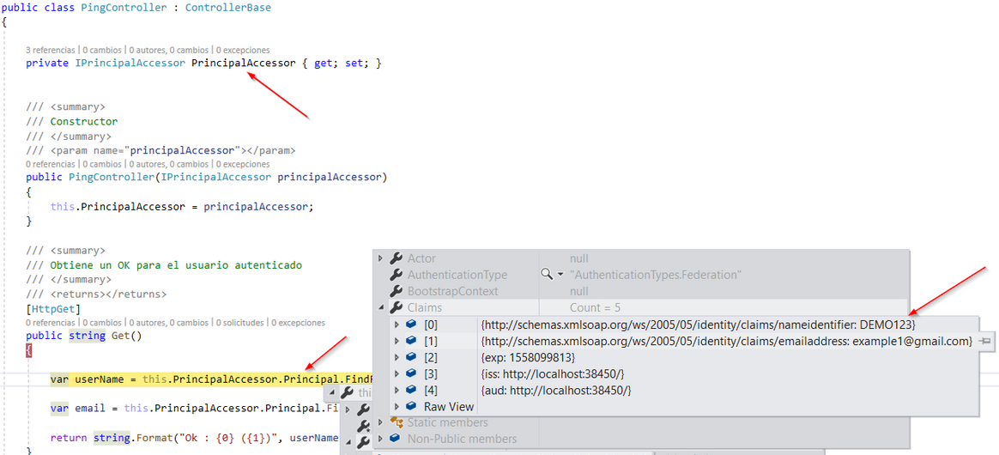 public class PingController : ControllerBase
{
3 referencias | 0 cambios | 0 autores, 0 cambios | 0 excepciones
private IPrincipalAccessor PrincipalAccessor { get; set; }
/// <summary>
/// Constructor
/// </summary>
/// <param name="principalAccessor"></param>
0 referencias | 0 cambios | 0 autores, 0 cambios | 0 excepciones
public PingController(IPrincipalAccessor principalAccessor)
{
this.PrincipalAccessor = principalAccessor;
}
/// <summary>
/// Obtiene un OK para el usuario autenticado
/// </summary>
/// <returns></returns>
[HttpGet]
0 referencias | 0 cambios | 0 autores, 0 cambios | 0 solicitudes | 0 excepciones
public string Get()
{
var userName = this.PrincipalAccessor.Principal.FindF
var email = this.PrincipalAccessor.Principal.Fi
return string.Format("Ok : {0} ({1})", userName
}
thi
Actor null
AuthenticationType "AuthenticationTypes.Federation"
BootstrapContext null
Claims Count = 5
[0] {http://schemas.xmlsoap.org/ws/2005/05/identity/claims/nameidentifier: DEMO123}
[1] {http://schemas.xmlsoap.org/ws/2005/05/identity/claims/emailaddress: example1@gmail.com}
[2] {exp: 1558099813}
[3] {iss: http://localhost:38450/}
[4] {aud: http://localhost:38450/}
Raw View
Static members
Non-Public members